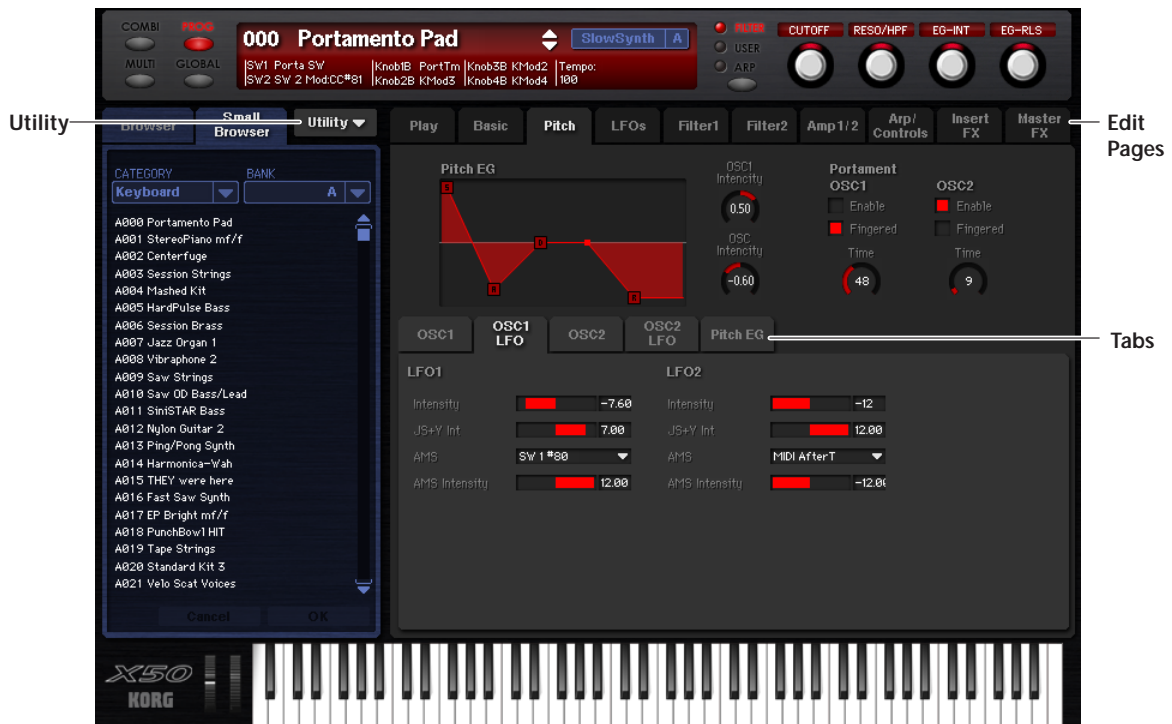 COMBI PROG
MULTI GLOBAL
000 Portamento Pad SlowSynth A
SW1 Porta SW Knob1B PortTm Knob3B KMod2 Tempo:
SW2 SW 2 Mod:CC#81 Knob2B KMod3 Knob4B KMod4 100
FILTER
USER
ARP
CUTOFF RESO/HPF EG-INT EG-RLS
Utility
Browser Small Browser Utility
Play Basic Pitch LFOs Filter1 Filter2 Amp1/2 Arp/Controls Insert FX Master FX
Edit
Pages
CATEGORY BANK
Keyboard A
A000 Portamento Pad
A001 StereoPiano mf/f
A002 Centerfuge
A003 Session Strings
A004 Mashed Kit
A005 HardPulse Bass
A006 Session Brass
A007 Jazz Organ 1
A008 Vibraphone 2
A009 Saw Strings
A010 Saw OD Bass/Lead
A011 SiniSTAR Bass
A012 Nylon Guitar 2
A013 Ping/Pong Synth
A014 Harmonica-Wah
A015 THEY were here
A016 Fast Saw Synth
A017 EP Bright mf/f
A018 PunchBowl HIT
A019 Tape Strings
A020 Standard Kit 3
A021 Velo Scat Voices
Cancel OK
Pitch EG
S
A
D
R
OSC1
Intencity
0.50
OSC
Intencity
-0.60
Portament
OSC1 OSC2
Enable Enable
Fingered Fingered
Time Time
48 9
OSC1 OSC1 LFO OSC2 OSC2 LFO Pitch EG
Tabs
LFO1 LFO2
Intensity -7.60 Intensity -12
JS+Y Int 7.00 JS+Y Int 12.00
AMS SW 1 #80 AMS MIDI AfterT
AMS Intensity 12.00 AMS Intensity -12.0
X50
KORG